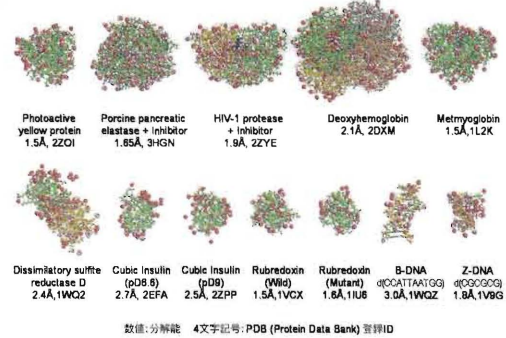 Photoactive
yellow protein
1.5Å, 2ZOI
Porcine pancreatic
elastase + Inhibitor
1.65Å, 3HGN
HIV-1 protease
+ Inhibitor
1.9Å, 2ZYE
Deoxyhemoglobin
2.1Å, 2DXM
Metmyoglobin
1.5Å,1L2K
Dissimilatory sulfite
reductase D
2.4Å,1WQ2
Cubic Insulin
(pD6.6)
2.7Å, 2EFA
Cubic Insulin
(pD9)
2.5Å, 2ZPP
Rubredoxin
(Wild)
1.5Å,1VCX
Rubredoxin
(Mutant)
1.6Å,1IU6
B-DNA
d(CCATTAATGG)
3.0Å,1WQZ
Z-DNA
d(CGCGCG)
1.8Å,1V9G
数値:分解能 4文字記号: PDB (Protein Data Bank) 登録ID